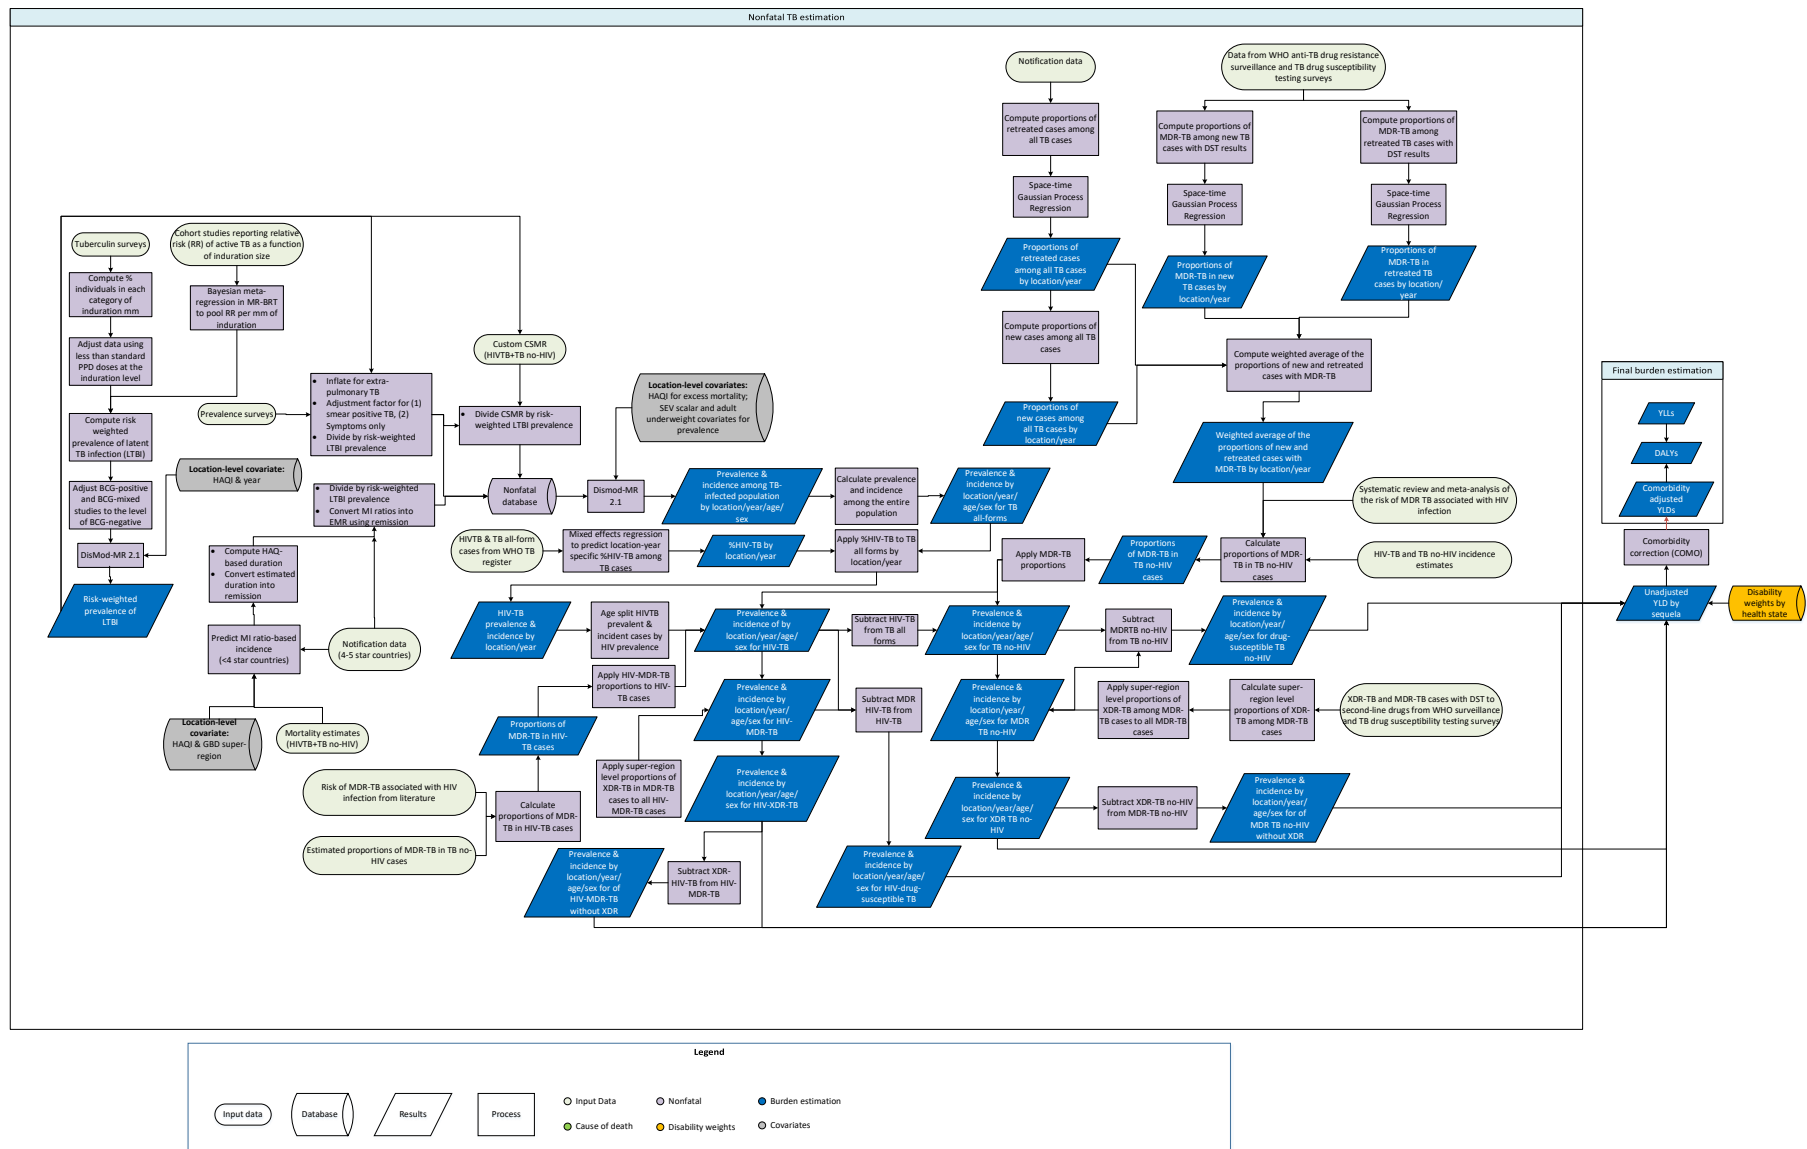 Nonfatal TB estimation
Notification data
Data from WHO anti-TB drug resistance
surveillance and TB drug susceptibility
testing surveys
Compute proportions of
retreated cases among
all TB cases
Compute proportions of
MDR-TB among new TB
cases with DST results
Compute proportions of
MDR-TB among
retreated TB cases with
DST results
Space-time
Gaussian Process
Regression
Space-time
Gaussian Process
Regression
Space-time
Gaussian Process
Regression
Proportions of
retreated cases
among all TB cases
by location/year
Proportions of
MDR-TB in new
TB cases by
location/year
Proportions of
MDR-TB in
retreated TB
cases by location/
year
Compute proportions of
new cases among all TB
cases
Compute weighted average of the
proportions of new and retreated
cases with MDR-TB
Proportions of
new cases among
all TB cases by
location/year
Weighted average of the
proportions of new and
retreated cases with
MDR-TB by location/year
Tuberculin surveys
Cohort studies reporting relative
risk (RR) of active TB as a function
of induration size
Compute %
individuals in each
category of
induration mm
Bayesian meta-
regression in MR-BRT
to pool RR per mm of
induration
Adjust data using
less than standard
PPD doses at the
induration level
Prevalence surveys
• Inflate for extra-
pulmonary TB
• Adjustment factor for (1)
smear positive TB, (2)
Symptoms only
• Divide by risk-weighted
LTBI prevalence
Custom CSMR
(HIVTB+TB no-HIV)
• Divide CSMR by risk-
weighted LTBI prevalence
Location-level covariates:
HAQI for excess mortality;
SEV scalar and adult
underweight covariates for
prevalence
Compute risk
weighted
prevalence of latent
TB infection (LTBI)
Location-level covariate:
HAQI & year
Adjust BCG-positive
and BCG-mixed
studies to the level
of BCG-negative
• Divide by risk-weighted
LTBI prevalence
• Convert MI ratios into
EMR using remission
Nonfatal
database
Dismod-MR
2.1
Prevalence &
incidence among TB-
infected population
by location/year/age/
sex
Calculate prevalence
and incidence
among the entire
population
Prevalence &
incidence by
location/year/
age/sex for TB
all-forms
DisMod-MR 2.1
• Compute HAQ-
based duration
• Convert estimated
duration into
remission
HIVTB & TB all-form
cases from WHO TB
register
Mixed effects regression
to predict location-year
specific %HIV-TB among
TB cases
%HIV-TB by
location/year
Apply %HIV-TB to TB
all forms by
location/year
Apply MDR-TB
proportions
Proportions
of MDR-TB in
TB no-HIV
cases
Calculate
proportions of MDR-
TB in TB no-HIV
cases
Systematic review and meta-analysis of
the risk of MDR TB associated with HIV
infection
HIV-TB and TB no-HIV incidence
estimates
Risk-weighted
prevalence of
LTBI
Predict MI ratio-based
incidence
(<4 star countries)
Notification data
(4-5 star countries)
Location-level
covariate:
HAQI & GBD super-
region
Mortality estimates
(HIVTB+TB no-HIV)
HIV-TB
prevalence &
incidence by
location/year
Age split HIVTB
prevalent &
incident cases by
HIV prevalence
Prevalence &
incidence of by
location/year/age/
sex for HIV-TB
Subtract HIV-TB
from TB all
forms
Prevalence &
incidence by
location/year/age/
sex for TB no-HIV
Subtract
MDRTB no-HIV
from TB no-HIV
Prevalence &
incidence by
location/year/
age/sex for drug-
susceptible TB
no-HIV
Apply HIV-MDR-TB
proportions to HIV-
TB cases
Proportions of
MDR-TB in HIV-
TB cases
Prevalence &
incidence by
location/year/
age/sex for HIV-
MDR-TB
Subtract MDR
HIV-TB from
HIV-TB
Prevalence &
incidence by
location/year/
age/sex for MDR
TB no-HIV
Apply super-region
level proportions of
XDR-TB among MDR-
TB cases to all MDR-TB
cases
Calculate super-
region level
proportions of XDR-
TB among MDR-TB
cases
XDR-TB and MDR-TB cases with DST to
second-line drugs from WHO surveillance
and TB drug susceptibility testing surveys
Risk of MDR-TB associated with HIV
infection from literature
Calculate
proportions of MDR-
TB in HIV-TB cases
Estimated proportions of MDR-TB in TB no-
HIV cases
Apply super-region
level proportions of
XDR-TB in MDR-TB
cases to all HIV-
MDR-TB cases
Prevalence &
incidence by
location/year/age/
sex for HIV-XDR-TB
Prevalence &
incidence by
location/year/age/
sex for XDR TB no-
HIV
Subtract XDR-TB no-HIV
from MDR-TB no-HIV
Prevalence &
incidence by
location/year/
age/sex for of
MDR TB no-HIV
without XDR
Prevalence &
incidence by
location/year/
age/sex for of
HIV-MDR-TB
without XDR
Subtract XDR-
HIV-TB from HIV-
MDR-TB
Prevalence &
incidence by
location/year/age/
sex for HIV-drug-
susceptible TB
Final burden estimation
YLLs
DALYs
Comorbidity
adjusted
YLDs
Comorbidity
correction (COMO)
Unadjusted
YLD by
sequela
Disability
weights by
health state
Legend
Input data
Database
Results
Process
Input Data
Nonfatal
Burden estimation
Cause of death
Disability weights
Covariates